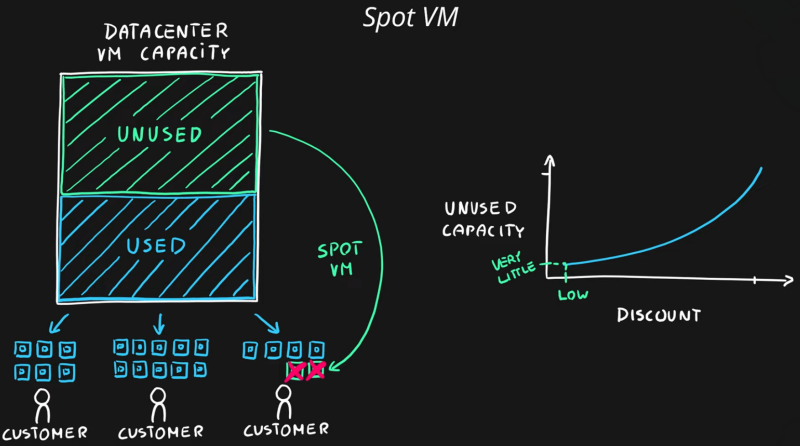 Spot VM
DATACENTER
VM CAPACITY
UNUSED
USED
SPOT
VM
CUSTOMER
CUSTOMER
CUSTOMER
UNUSED
CAPACITY
VERY
LITTLE
LOW
DISCOUNT